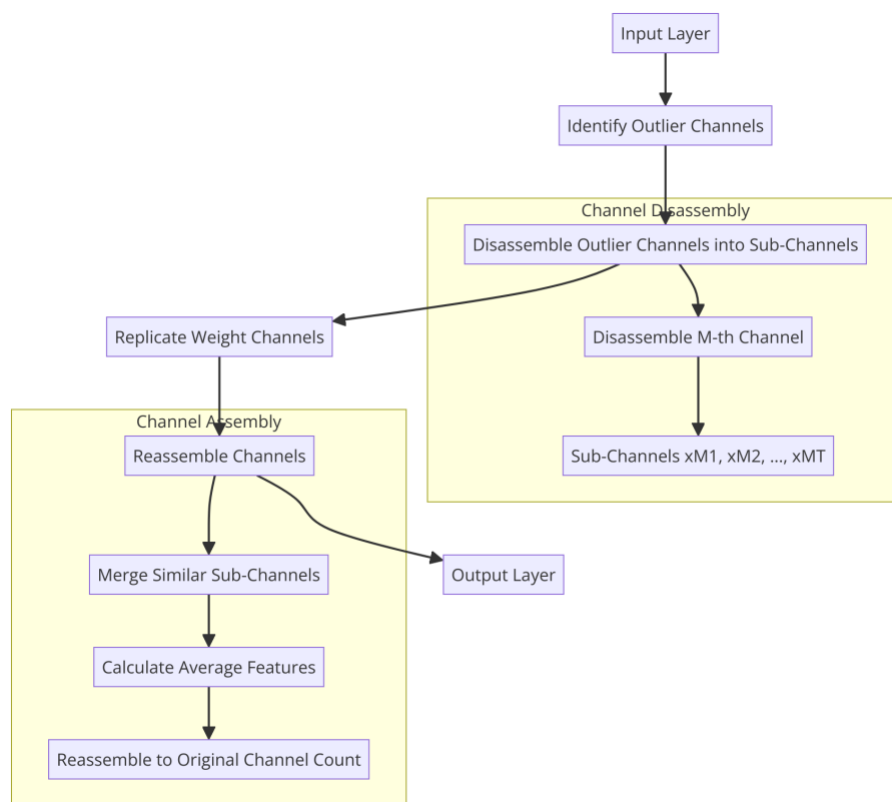 Input Layer
Identify Outlier Channels
Channel Disassembly
Disassemble Outlier Channels into Sub-Channels
Replicate Weight Channels
Disassemble M-th Channel
Channel Assembly
Reassemble Channels
Sub-Channels xM1, xM2, ..., xMT
Merge Similar Sub-Channels
Output Layer
Calculate Average Features
Reassemble to Original Channel Count